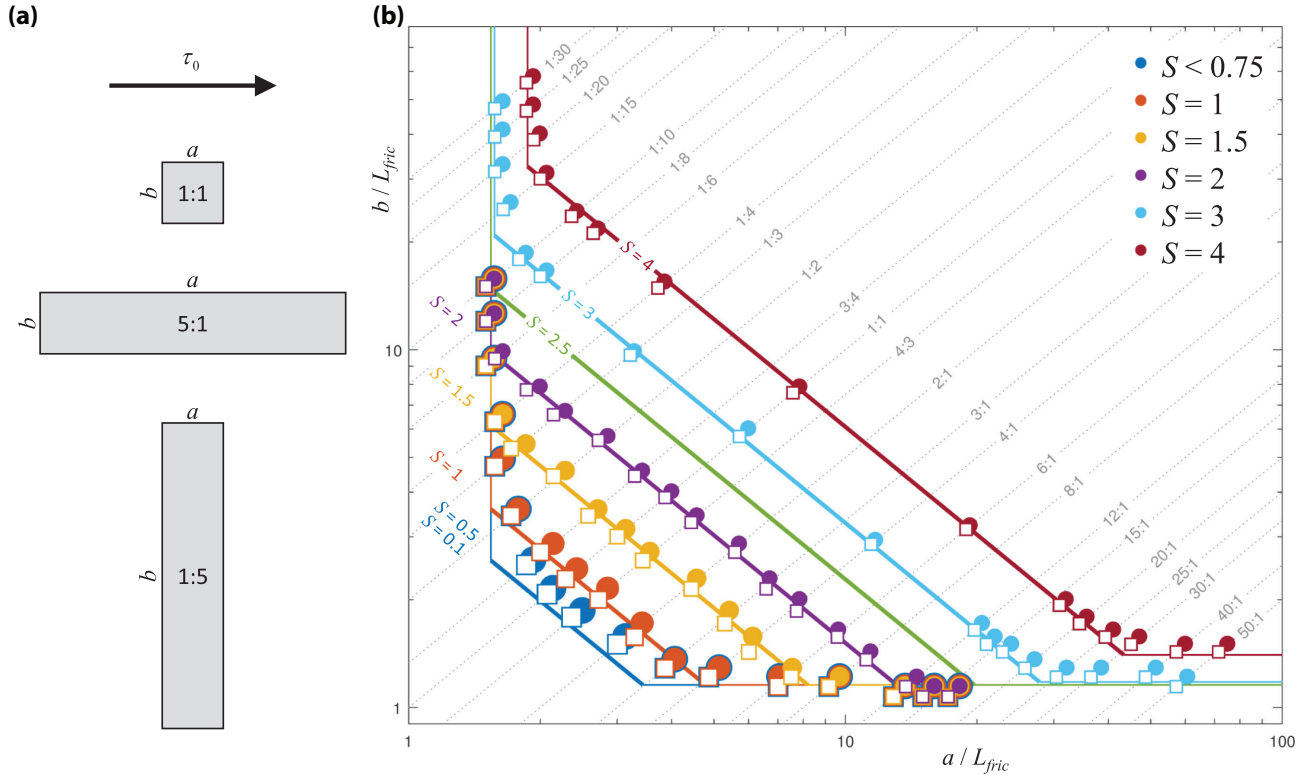 (a)
τ0
a
b
1:1
a
b
5:1
a
b
1:5
(b)
b / Lfric
10
1
1
10
100
a / Lfric
1:30
1:25
1:20
1:15
1:10
1:8
1:6
1:4
1:3
1:2
3:4
1:1
4:3
2:1
3:1
4:1
6:1
8:1
12:1
15:1
20:1
25:1
30:1
40:1
50:1
S = 4
S = 3
S = 2.5
S = 2
S = 1.5
S = 1
S = 0.5
S = 0.1
S < 0.75
S = 1
S = 1.5
S = 2
S = 3
S = 4